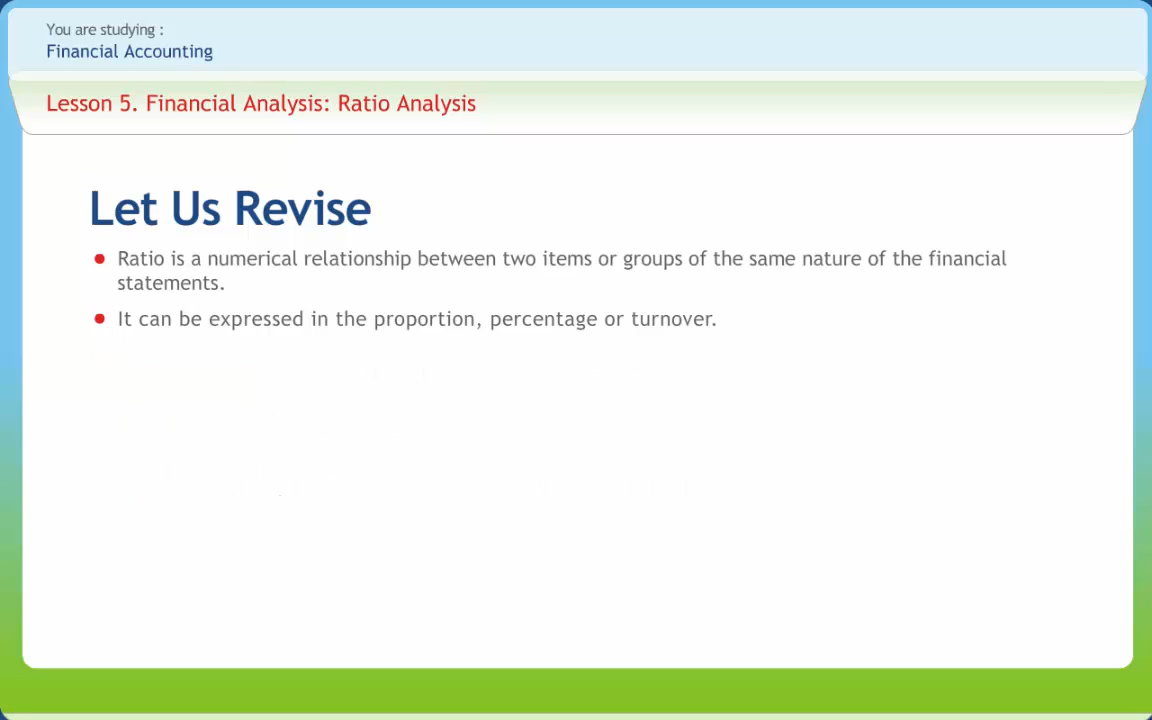 You are studying :
Financial Accounting
Lesson 5. Financial Analysis: Ratio Analysis
Let Us Revise
Ratio is a numerical relationship between two items or groups of the same nature of the financial
statements.
It can be expressed in the proportion, percentage or turnover.